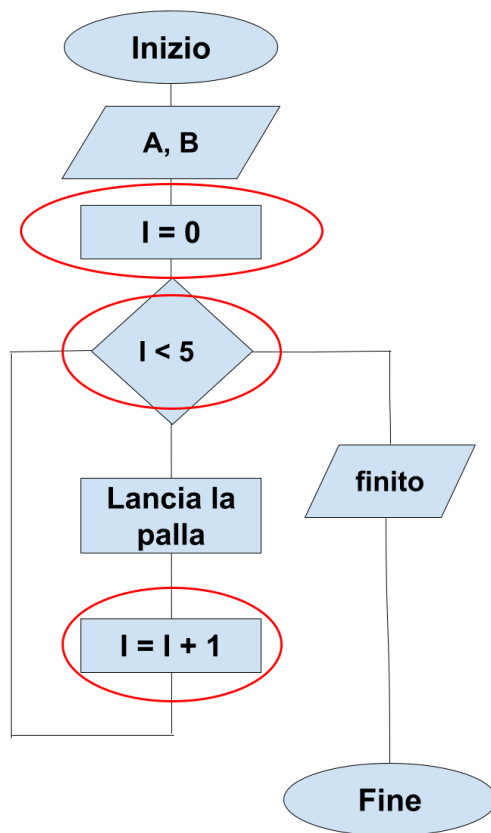 Inizio
A, B
I = 0
I < 5
Lancia la
palla
I = I + 1
finito
Fine